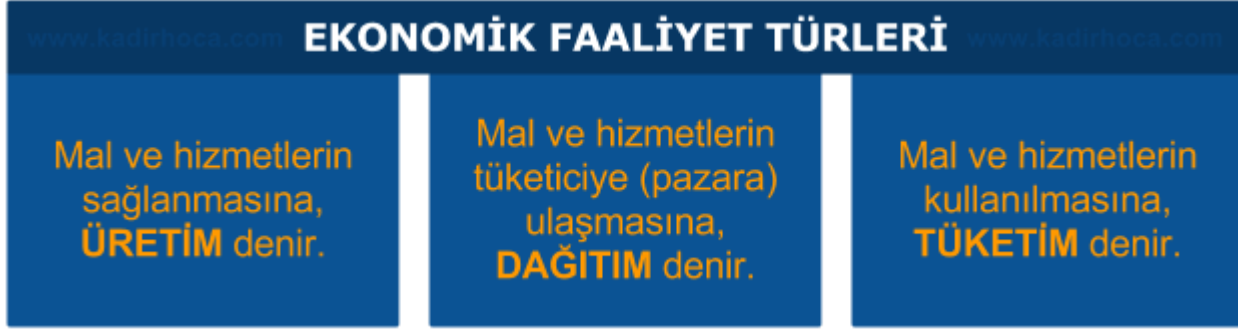 www.kadirhoca.com EKONOMİK FAALİYET TÜRLERİ www.kadirhoca.com
Mal ve hizmetlerin
sağlanmasına,
ÜRETİM denir.
Mal ve hizmetlerin
tüketiciye (pazara)
ulaşmasına,
DAĞITIM denir.
Mal ve hizmetlerin
kullanılmasına,
TÜKETİM denir.